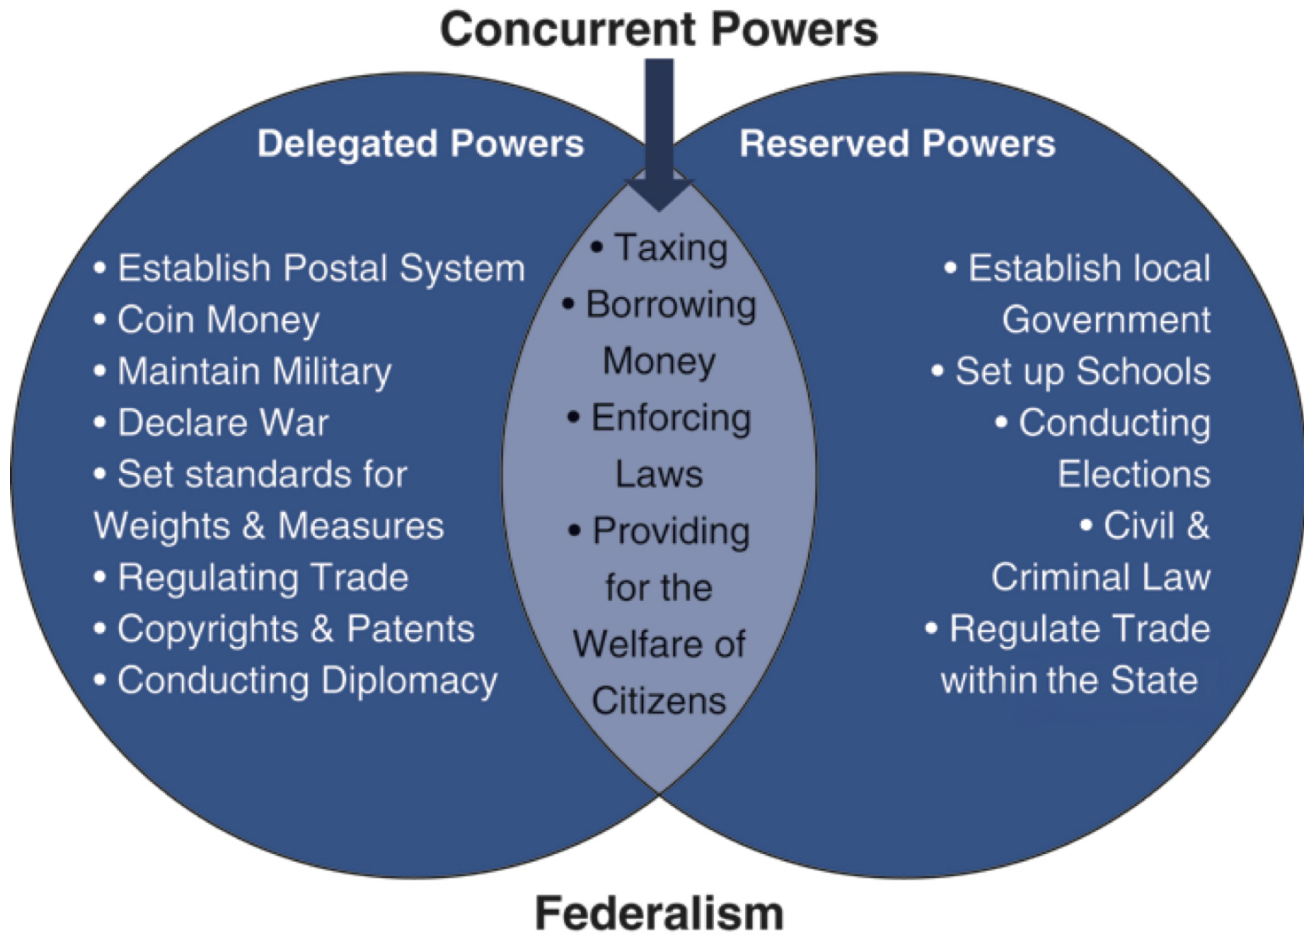 Concurrent Powers
Delegated Powers
• Establish Postal System
• Coin Money
• Maintain Military
• Declare War
• Set standards for
Weights & Measures
• Regulating Trade
• Copyrights & Patents
• Conducting Diplomacy
• Taxing
• Borrowing
Money
• Enforcing
Laws
• Providing
for the
Welfare of
Citizens
Reserved Powers
• Establish local
Government
• Set up Schools
• Conducting
Elections
• Civil &
Criminal Law
• Regulate Trade
within the State
Federalism